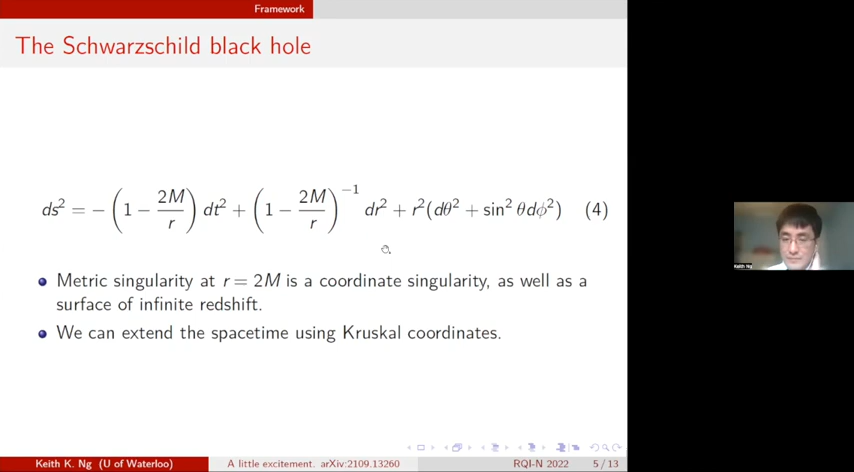 Framework
The Schwarzschild black hole
ds² = −(1 − 2M/r) dt² + (1 − 2M/r)⁻¹ dr² + r²(dθ² + sin² θdϕ²) (4)
Metric singularity at r = 2M is a coordinate singularity, as well as a
surface of infinite redshift.
We can extend the spacetime using Kruskal coordinates.
Keith Ng
Keith K. Ng (U of Waterloo) A little excitement. arXiv:2109.13260 RQI-N 2022 5 / 13